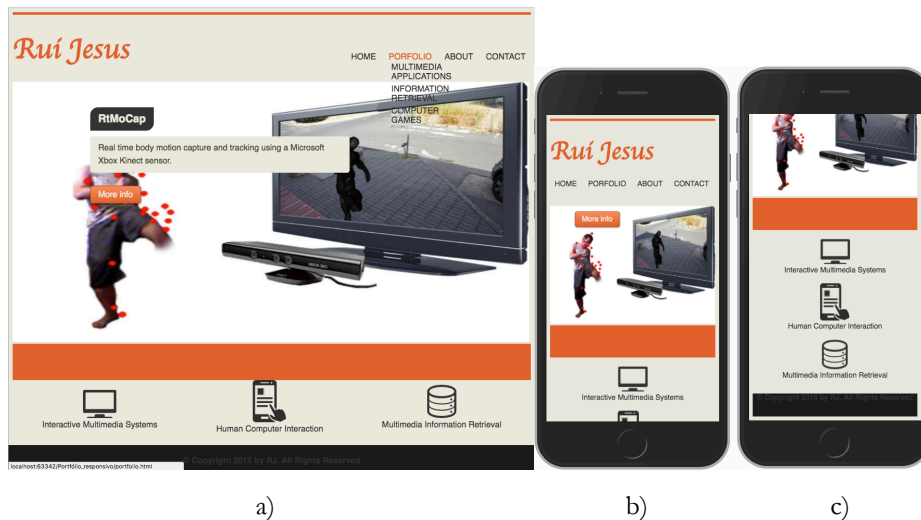 Rui Jesus
HOME PORFOLIO ABOUT CONTACT
MULTIMEDIA
APPLICATIONS
INFORMATION
RETRIEVAL
COMPUTER
GAMES
RtMoCap
Real time body motion capture and tracking using a Microsoft
Xbox Kinect sensor.
More info
XBOX 360
Interactive Multimedia Systems
Human Computer Interaction
Multimedia Information Retrieval
© Copyright 2015 by RJ. All Rights Reserved
localhost:63342/Portfólio_responsivo/portfolio.html
a)
Rui Jesus
HOME PORFOLIO ABOUT CONTACT
More info
Interactive Multimedia Systems
b)
Interactive Multimedia Systems
Human Computer Interaction
Multimedia Information Retrieval
© Copyright 2015 by RJ. All Rights Reserved
c)